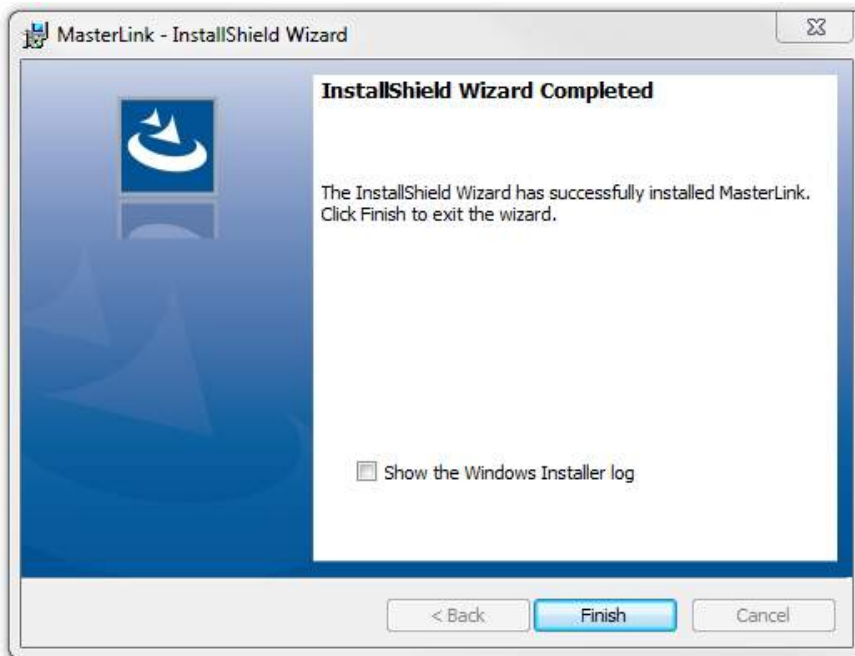 MasterLink - InstallShield Wizard
InstallShield Wizard Completed
The InstallShield Wizard has successfully installed MasterLink.
Click Finish to exit the wizard.
Show the Windows Installer log
< Back
Finish
Cancel